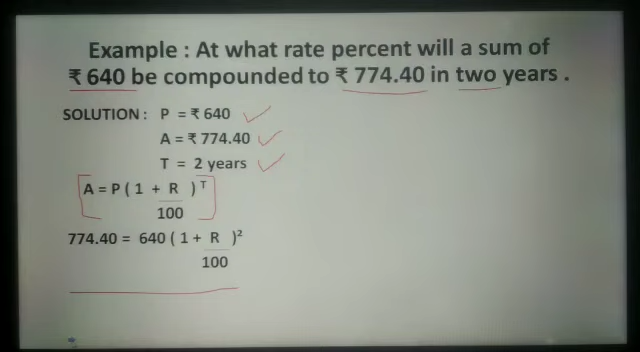 Example : At what rate percent will a sum of
₹ 640 be compounded to ₹ 774.40 in two years .
SOLUTION : P = ₹ 640
A = ₹ 774.40
T = 2 years
A = P ( 1 + R )ᵀ
100
774.40 = 640 ( 1 + R )²
100